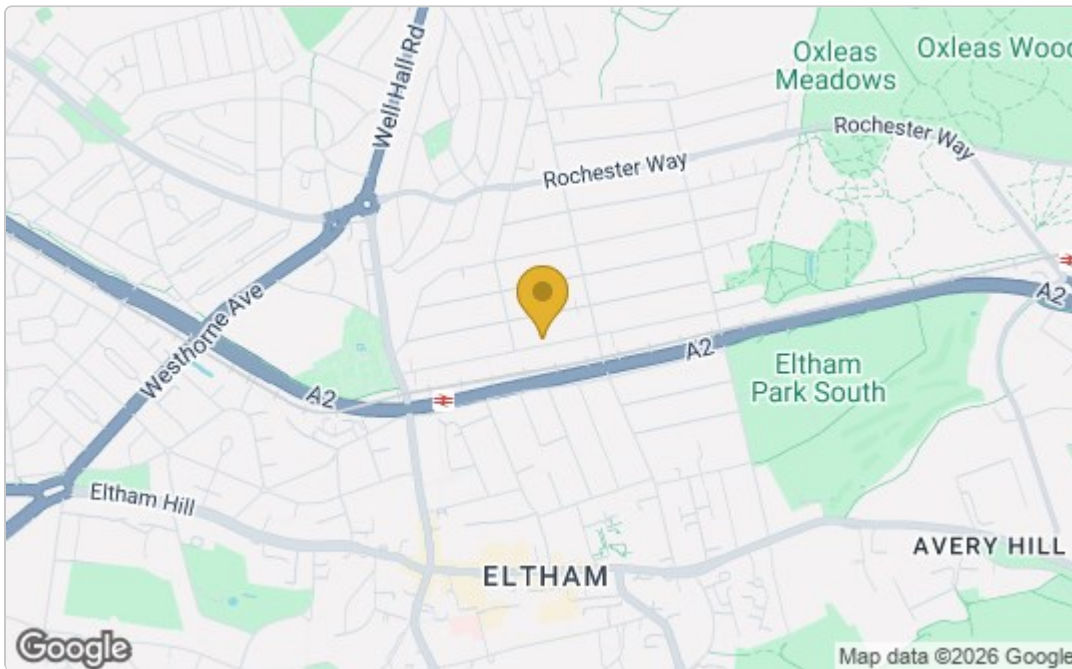 Well Hall Rd
Oxleas
Meadows
Oxleas Wood
Rochester Way
Rochester Way
Westhorne Ave
A2
A2
A2
Eltham
Park South
Eltham Hill
ELTHAM
AVERY HILL
Google
Map data ©2026 Google